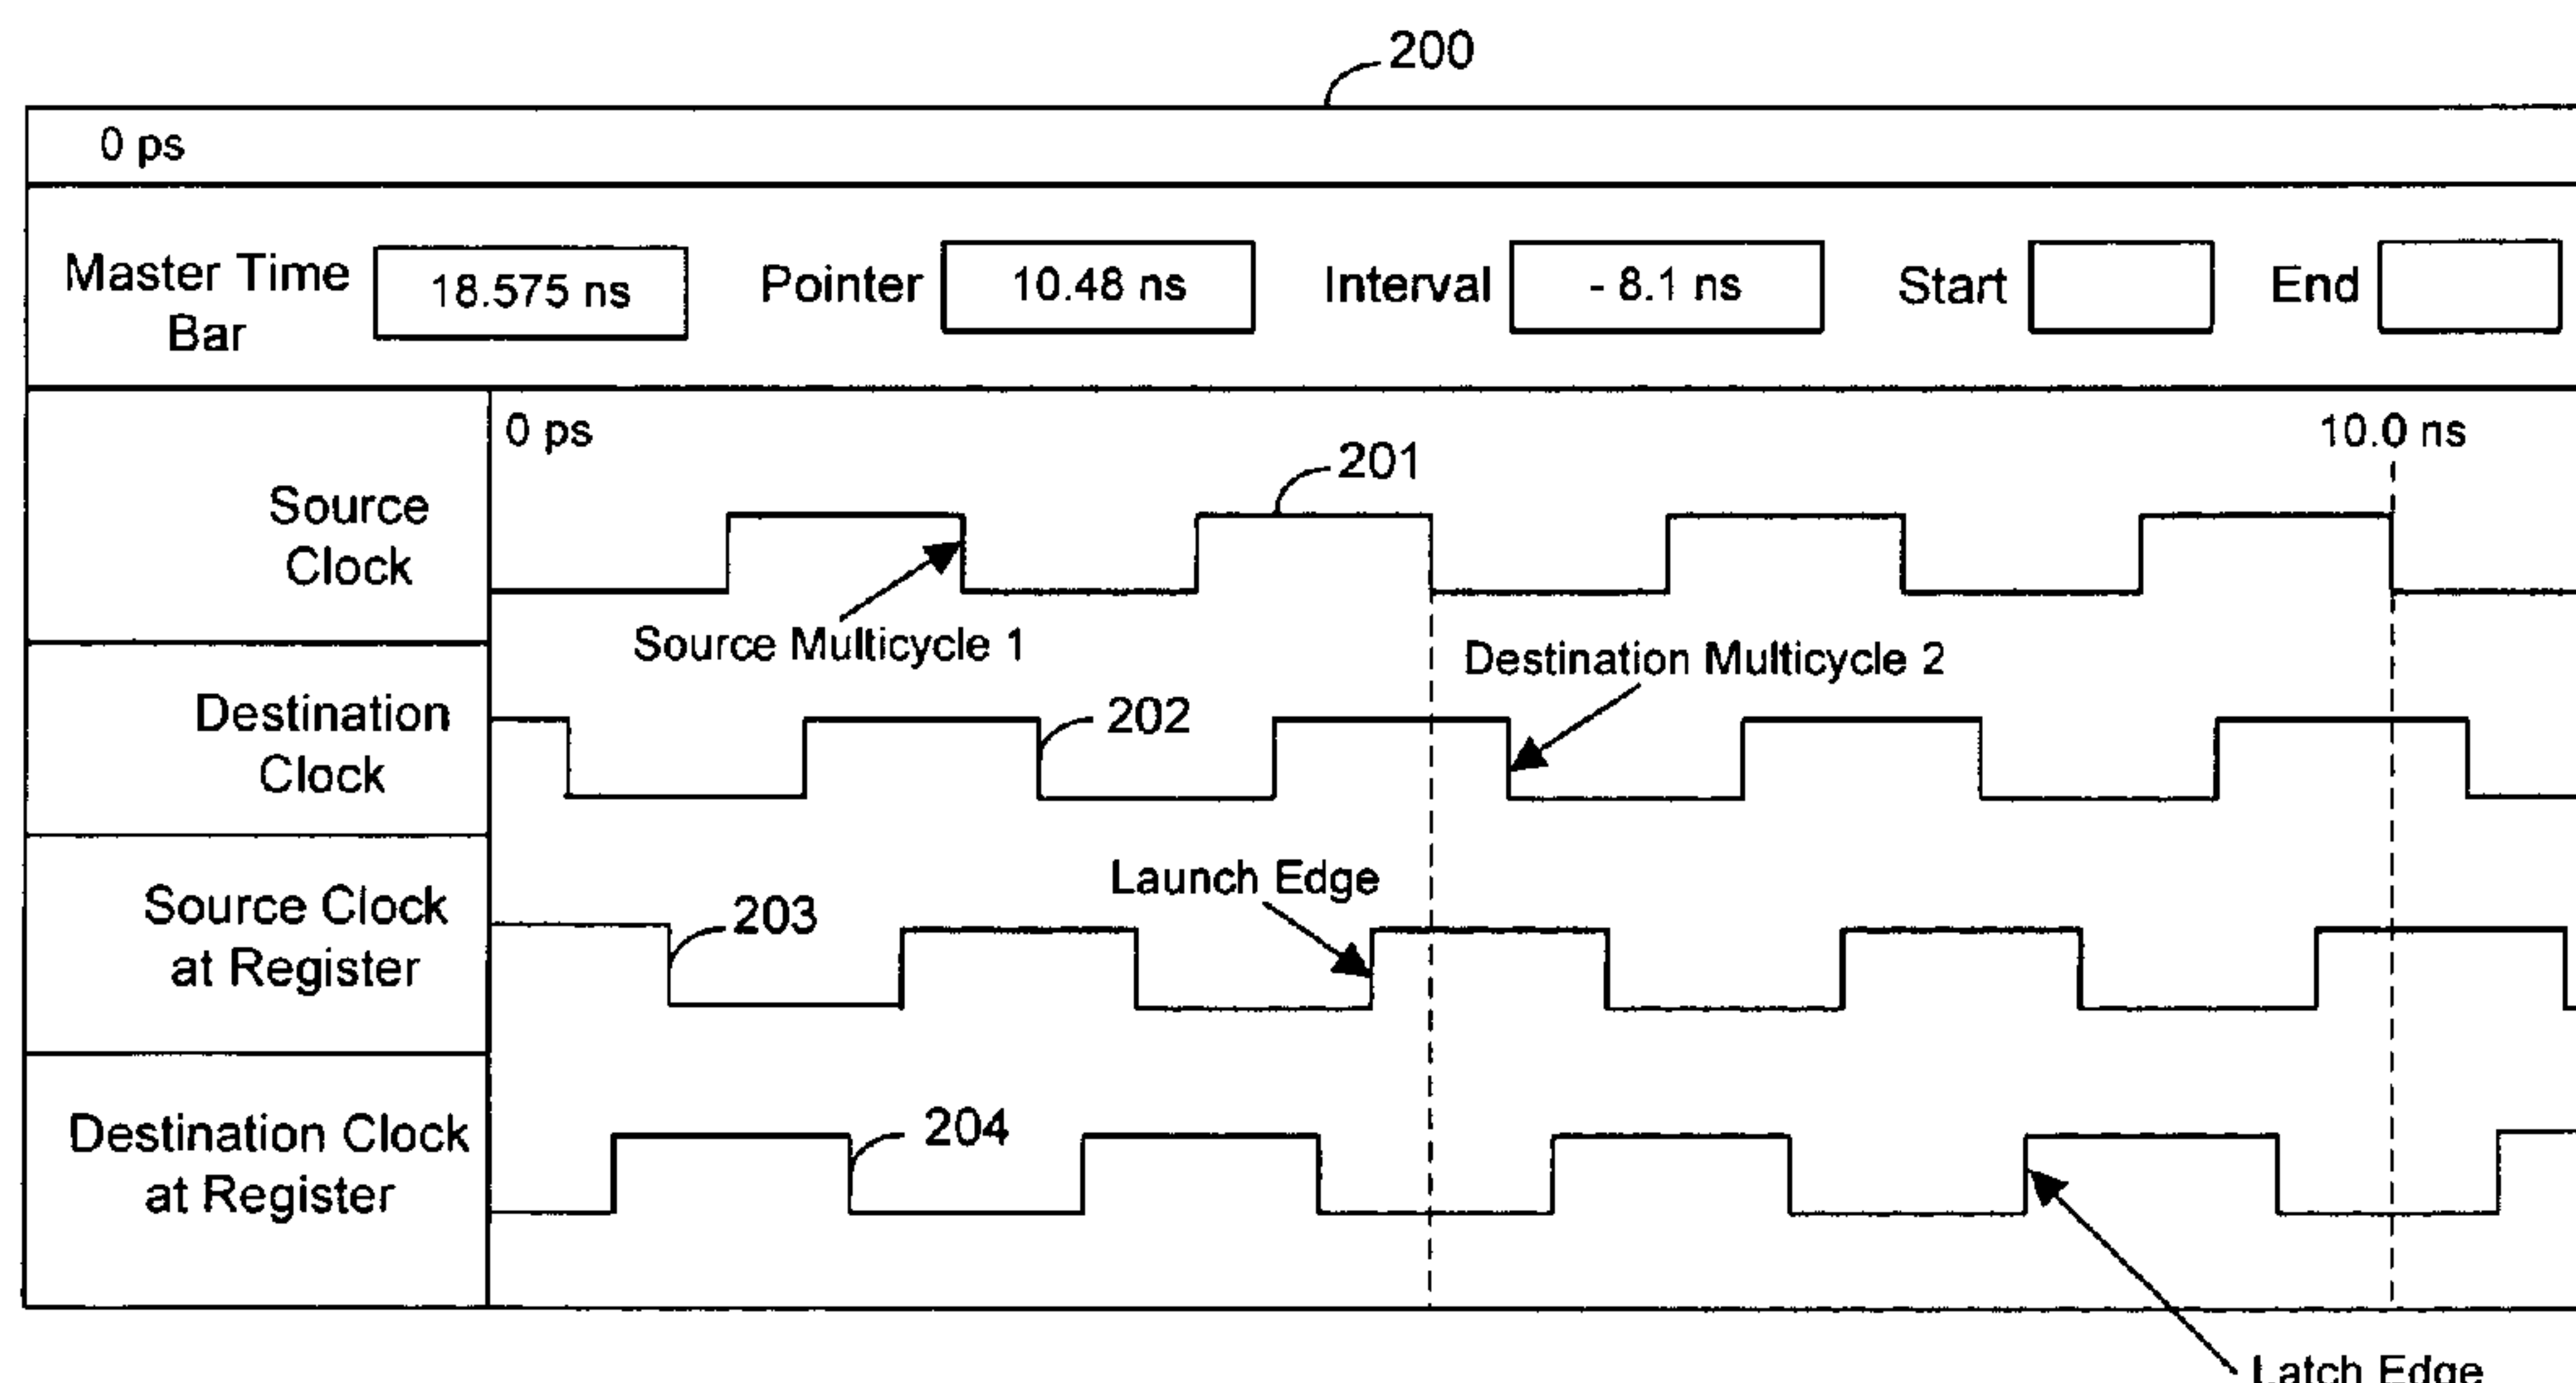 200
0 ps
Master Time
Bar
18.575 ns
Pointer
10.48 ns
Interval
- 8.1 ns
Start
End
0 ps
10.0 ns
201
Source
Clock
Source Multicycle 1
Destination Multicycle 2
Destination
Clock
202
Launch Edge
Source Clock
at Register
203
Destination Clock
at Register
204
Latch Edge